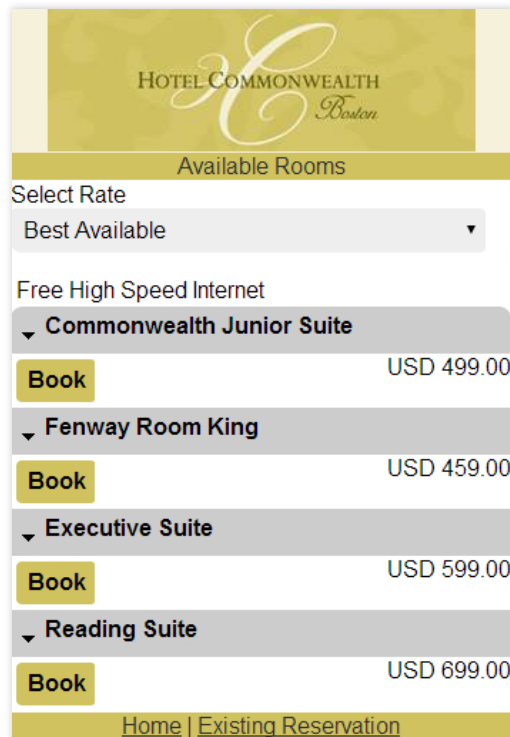 HOTEL COMMONWEALTH
Boston
Available Rooms
Select Rate
Best Available
Free High Speed Internet
Commonwealth Junior Suite
Book USD 499.00
Fenway Room King
Book USD 459.00
Executive Suite
Book USD 599.00
Reading Suite
Book USD 699.00
Home | Existing Reservation